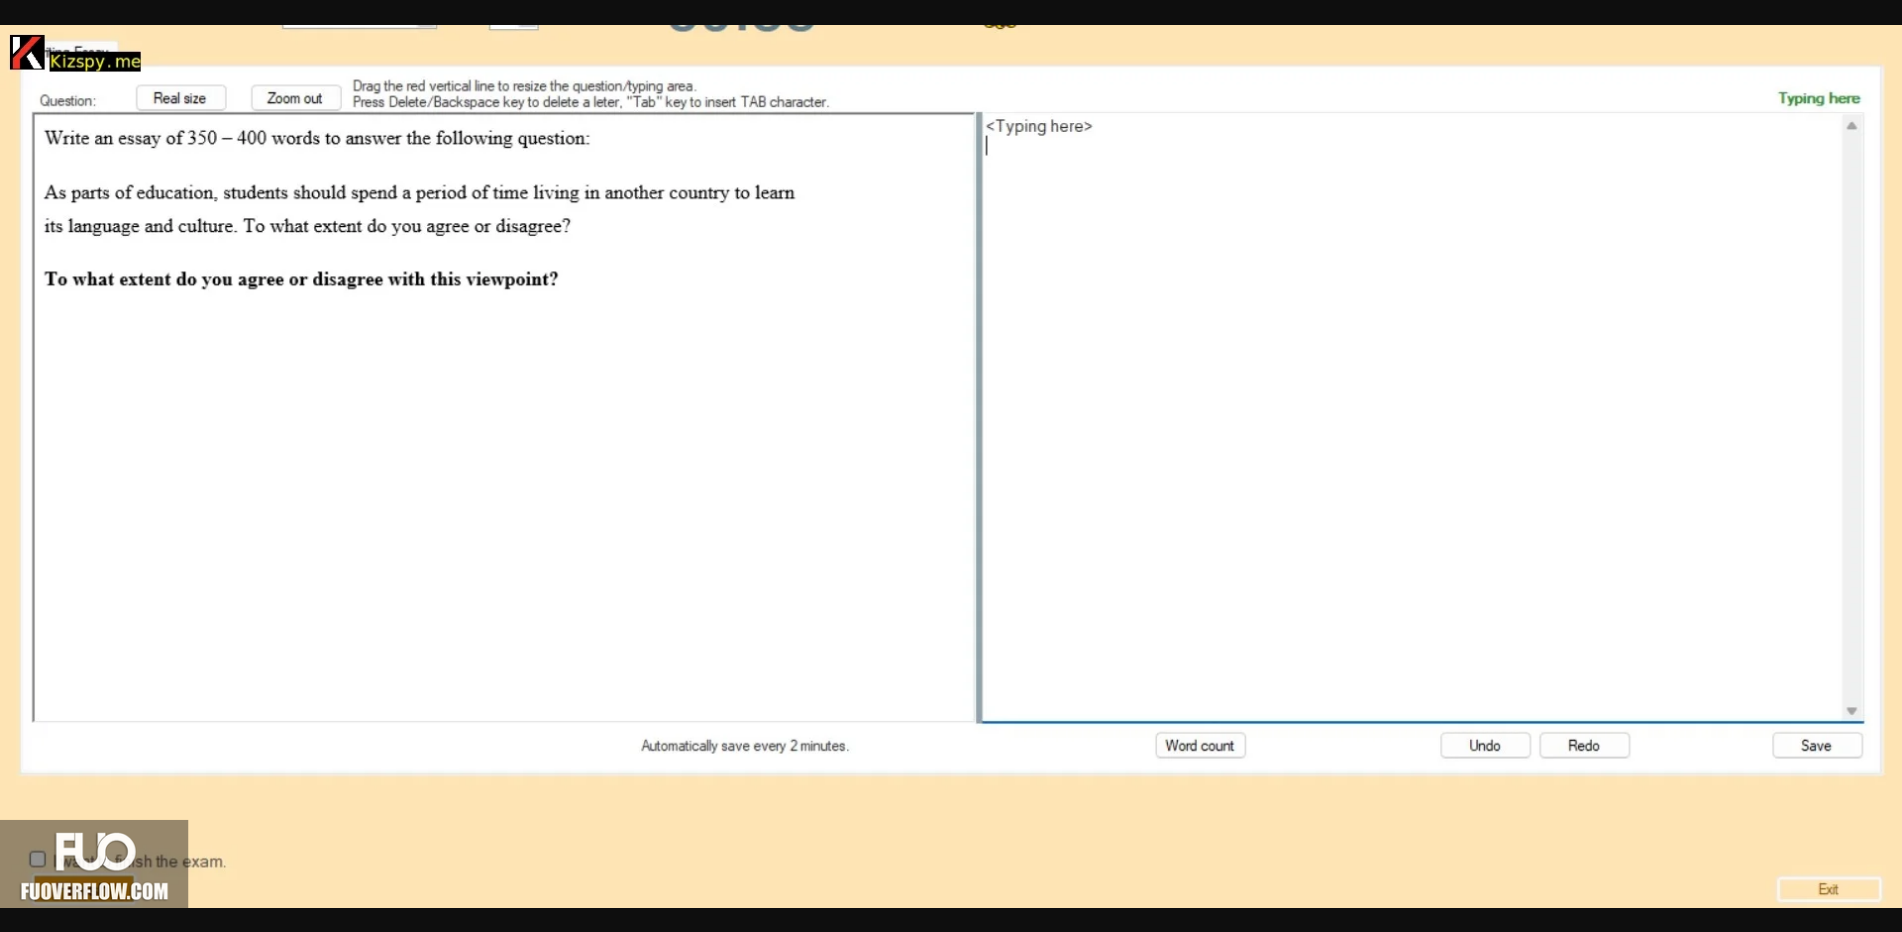 Kizspy.me
Question:
Real size
Zoom out
Drag the red vertical line to resize the question/typing area.
Press Delete/Backspace key to delete a leter, "Tab" key to insert TAB character.
Typing here
Write an essay of 350 – 400 words to answer the following question:
As parts of education, students should spend a period of time living in another country to learn
its language and culture. To what extent do you agree or disagree?
To what extent do you agree or disagree with this viewpoint?
<Typing here>
Automatically save every 2 minutes.
Word count
Undo
Redo
Save
FUO
the exam.
FUOVERFLOW.COM
Exit